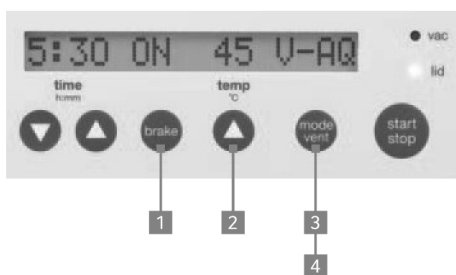 5:30 ON 45 V-AQ
vac
lid
time
h:mm
temp
°C
brake
mode
vent
start
stop
1
2
3
4